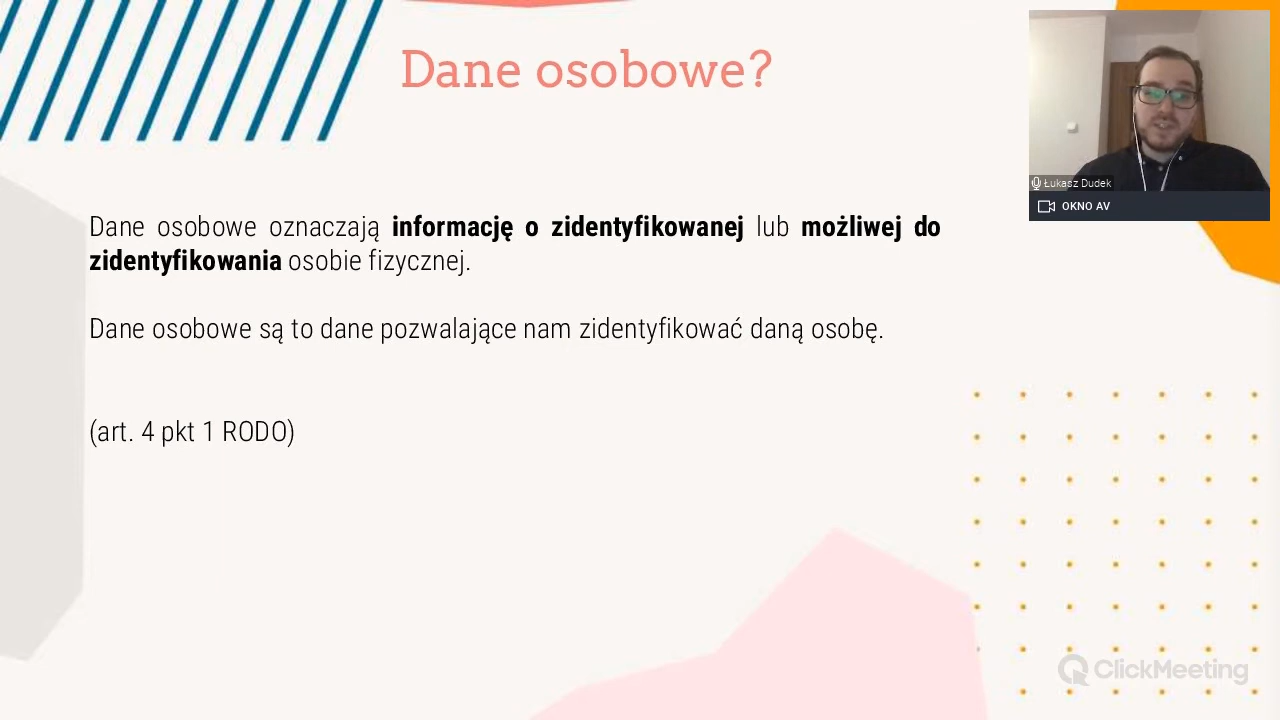 Dane osobowe?
Łukasz Dudek
OKNO AV
Dane osobowe oznaczają informację o zidentyfikowanej lub możliwej do
zidentyfikowania osobie fizycznej.
Dane osobowe są to dane pozwalające nam zidentyfikować daną osobę.
(art. 4 pkt 1 RODO)
ClickMeeting